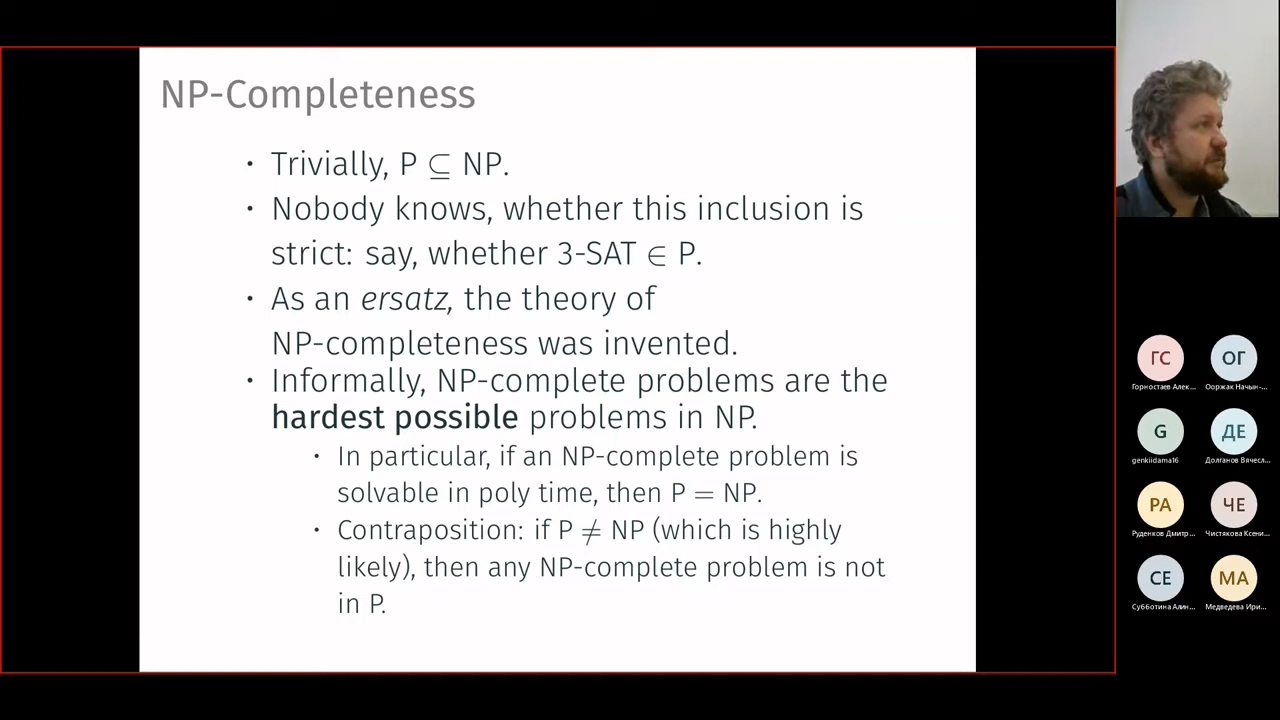 NP-Completeness
• Trivially, P ⊆ NP.
• Nobody knows, whether this inclusion is
strict: say, whether 3-SAT ∈ P.
• As an ersatz, the theory of
NP-completeness was invented.
• Informally, NP-complete problems are the
hardest possible problems in NP.
• In particular, if an NP-complete problem is
solvable in poly time, then P = NP.
• Contraposition: if P ≠ NP (which is highly
likely), then any NP-complete problem is not
in P.
ГС ОГ
Горностаев Алек... Ооржак Начын-...
G ДЕ
genkiidama16 Долганов Вячесл...
РА ЧЕ
Руденков Дмитр... Чистякова Ксени...
СЕ МА
Субботина Алин... Медведева Ири...